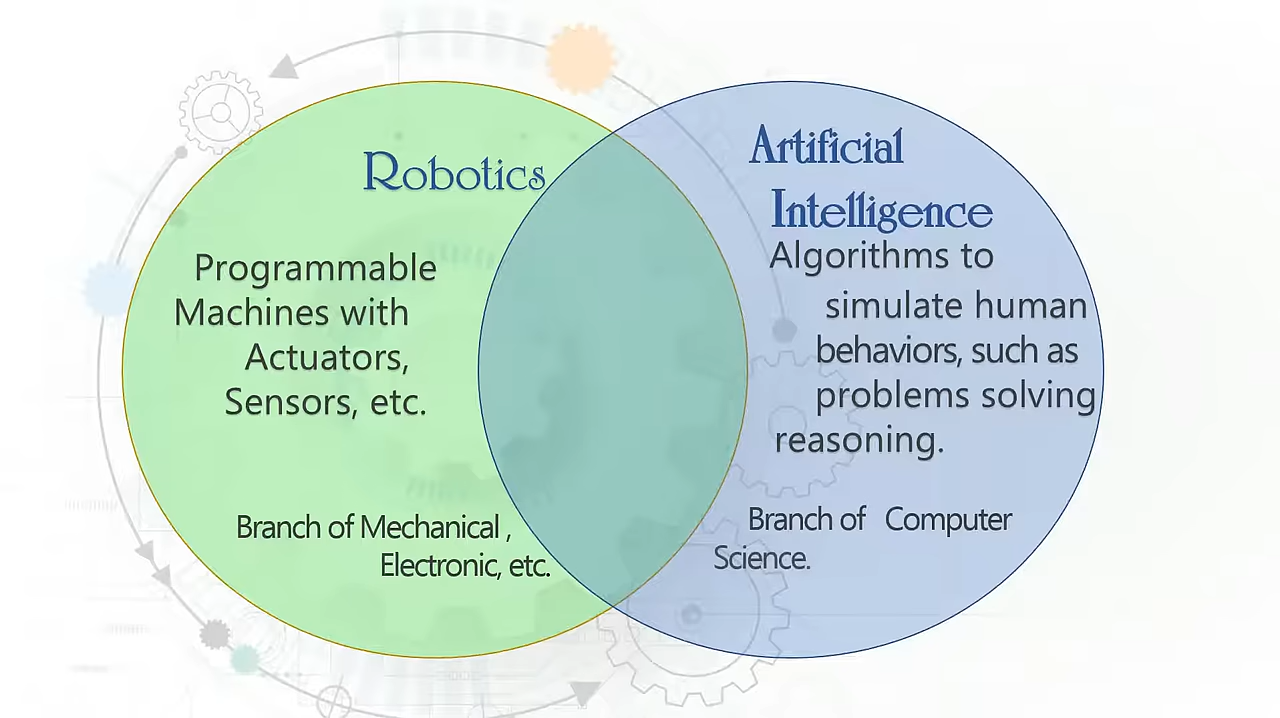 Robotics
Programmable
Machines with
Actuators,
Sensors, etc.
Branch of Mechanical ,
Electronic, etc.
Artificial
Intelligence
Algorithms to
simulate human
behaviors, such as
problems solving
reasoning.
Branch of Computer
Science.